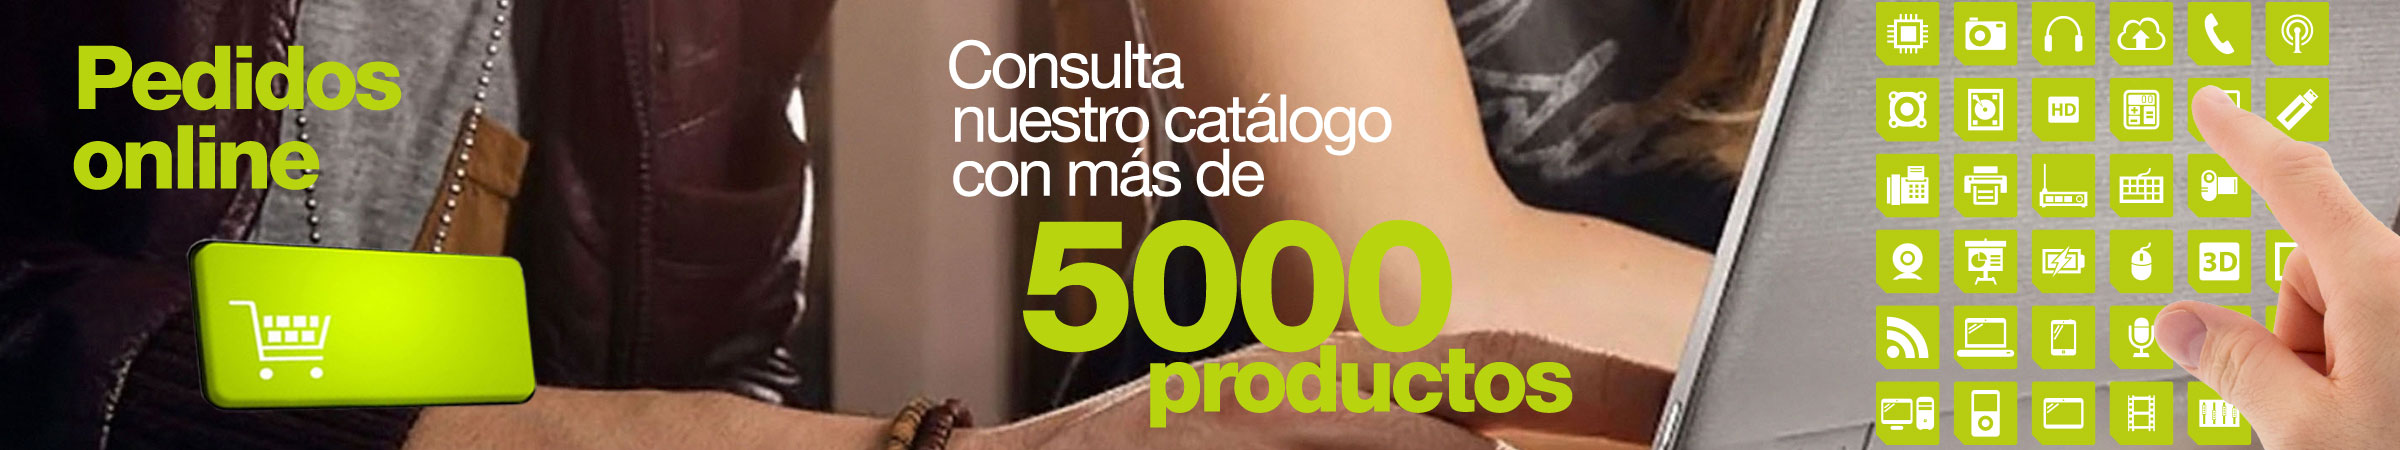 Pedidos
online
Consulta
nuestro catálogo
con más de
5000
productos
HD
3D